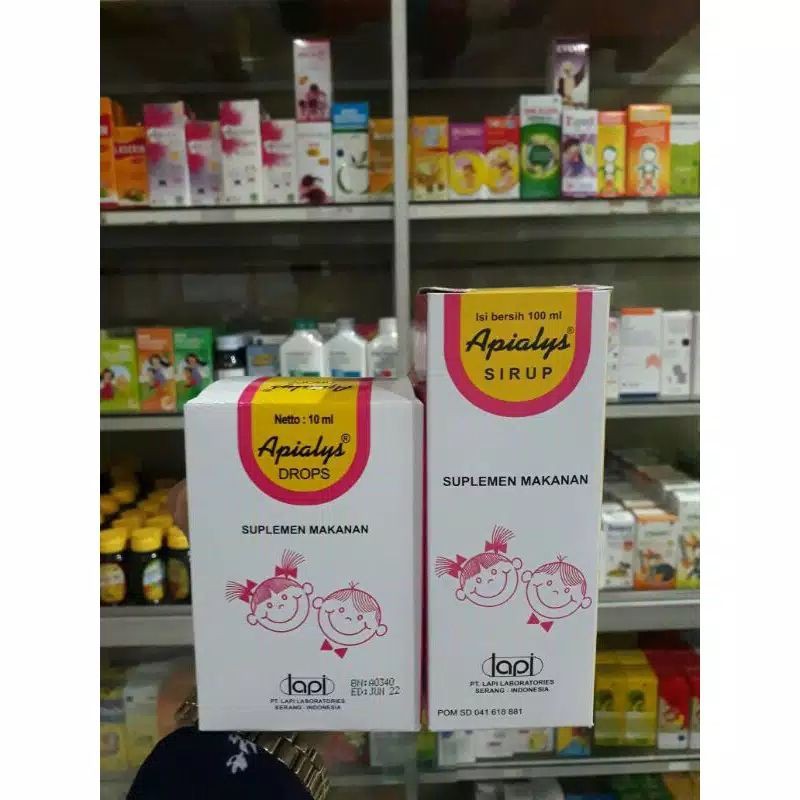 Netto : 10 ml
Apialys®
DROPS
SUPLEMEN MAKANAN
lapi
PT. LAPI LABORATORIES
SERANG - INDONESIA
BN:A0340
ED:JUN 22
Isi bersih 100 ml
Apialys®
SIRUP
SUPLEMEN MAKANAN
lapi
PT. LAPI LABORATORIES
SERANG - INDONESIA
POM SD 041 618 881